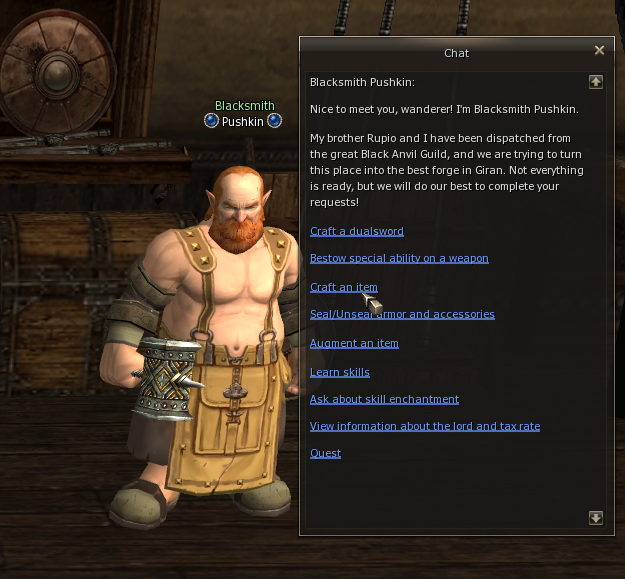 Chat
Blacksmith
Pushkin
Blacksmith Pushkin:
Nice to meet you, wanderer! I'm Blacksmith Pushkin.
My brother Rupio and I have been dispatched from
the great Black Anvil Guild, and we are trying to turn
this place into the best forge in Giran. Not everything
is ready, but we will do our best to complete your
requests!
Craft a dualsword
Bestow special ability on a weapon
Craft an item
Seal/Unseal armor and accessories
Augment an item
Learn skills
Ask about skill enchantment
View information about the lord and tax rate
Quest